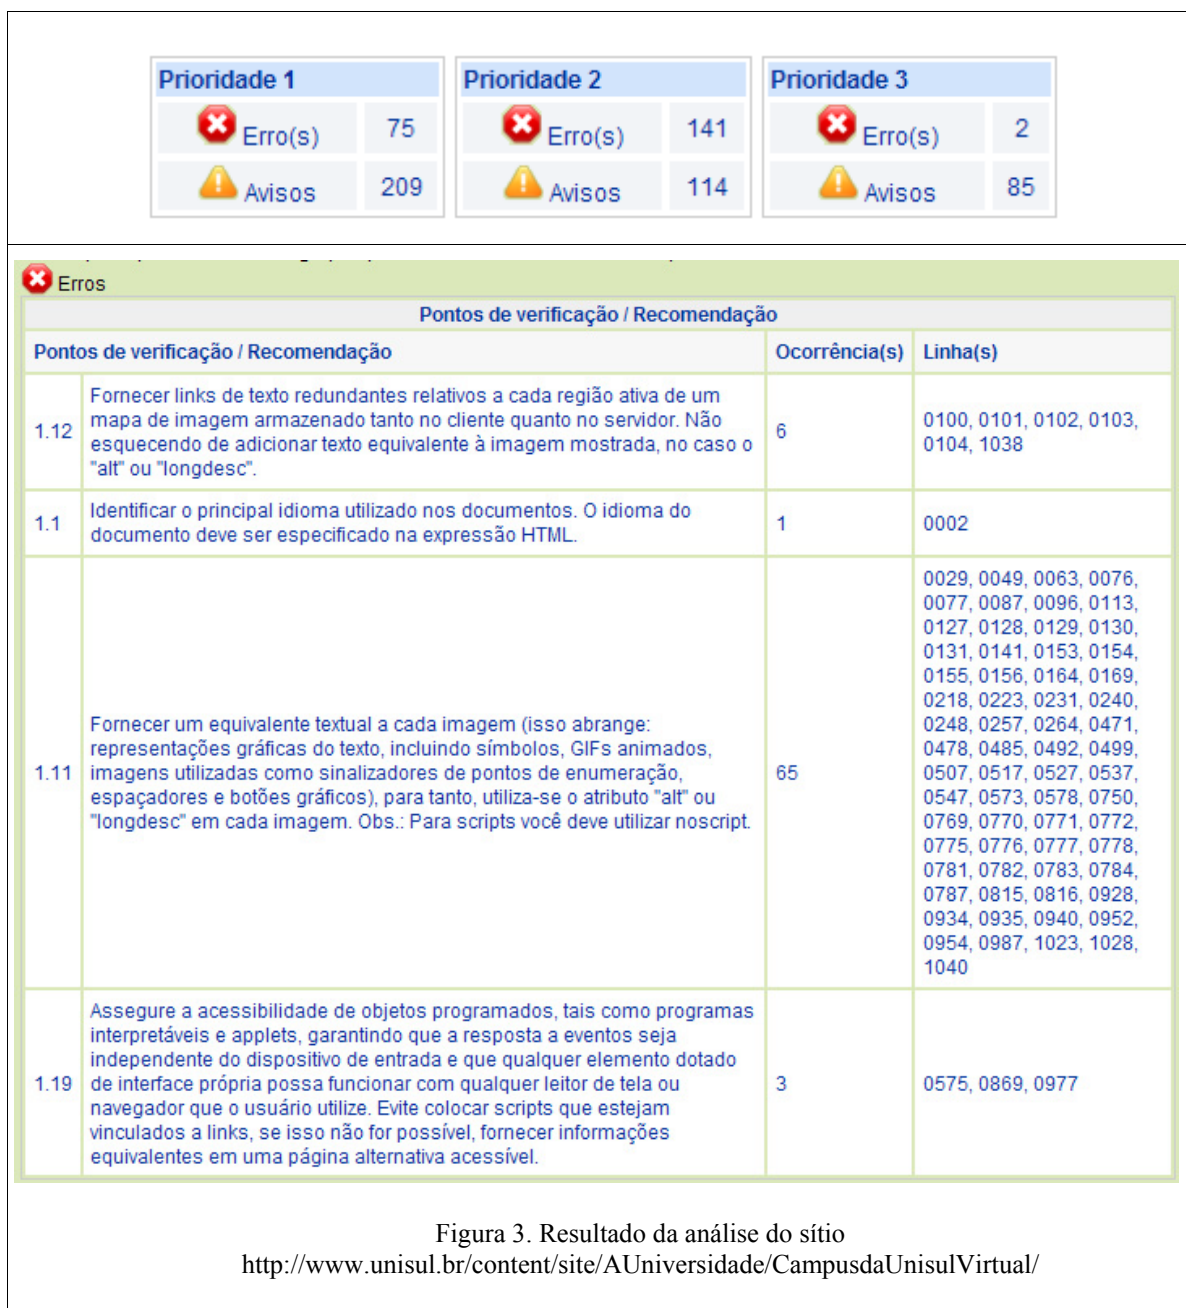 Prioridade 1
Erro(s) 75
Avisos 209
Prioridade 2
Erro(s) 141
Avisos 114
Prioridade 3
Erro(s) 2
Avisos 85
Erros
Pontos de verificação / Recomendação
Pontos de verificação / Recomendação Ocorrência(s) Linha(s)
1.12
Fornecer links de texto redundantes relativos a cada região ativa de um
mapa de imagem armazenado tanto no cliente quanto no servidor. Não
esquecendo de adicionar texto equivalente à imagem mostrada, no caso o
"alt" ou "longdesc".
6
0100, 0101, 0102, 0103,
0104, 1038
1.1
Identificar o principal idioma utilizado nos documentos. O idioma do
documento deve ser especificado na expressão HTML.
1
0002
1.11
Fornecer um equivalente textual a cada imagem (isso abrange:
representações gráficas do texto, incluindo símbolos, GIFs animados,
imagens utilizadas como sinalizadores de pontos de enumeração,
espaçadores e botões gráficos), para tanto, utiliza-se o atributo "alt" ou
"longdesc" em cada imagem. Obs.: Para scripts você deve utilizar noscript.
65
0029, 0049, 0063, 0076,
0077, 0087, 0096, 0113,
0127, 0128, 0129, 0130,
0131, 0141, 0153, 0154,
0155, 0156, 0164, 0169,
0218, 0223, 0231, 0240,
0248, 0257, 0264, 0471,
0478, 0485, 0492, 0499,
0507, 0517, 0527, 0537,
0547, 0573, 0578, 0750,
0769, 0770, 0771, 0772,
0775, 0776, 0777, 0778,
0781, 0782, 0783, 0784,
0787, 0815, 0816, 0928,
0934, 0935, 0940, 0952,
0954, 0987, 1023, 1028,
1040
1.19
Assegure a acessibilidade de objetos programados, tais como programas
interpretáveis e applets, garantindo que a resposta a eventos seja
independente do dispositivo de entrada e que qualquer elemento dotado
de interface própria possa funcionar com qualquer leitor de tela ou
navegador que o usuário utilize. Evite colocar scripts que estejam
vinculados a links, se isso não for possível, fornecer informações
equivalentes em uma página alternativa acessível.
3
0575, 0869, 0977
Figura 3. Resultado da análise do sítio
http://www.unisul.br/content/site/AUniversidade/CampusdaUnisulVirtual/